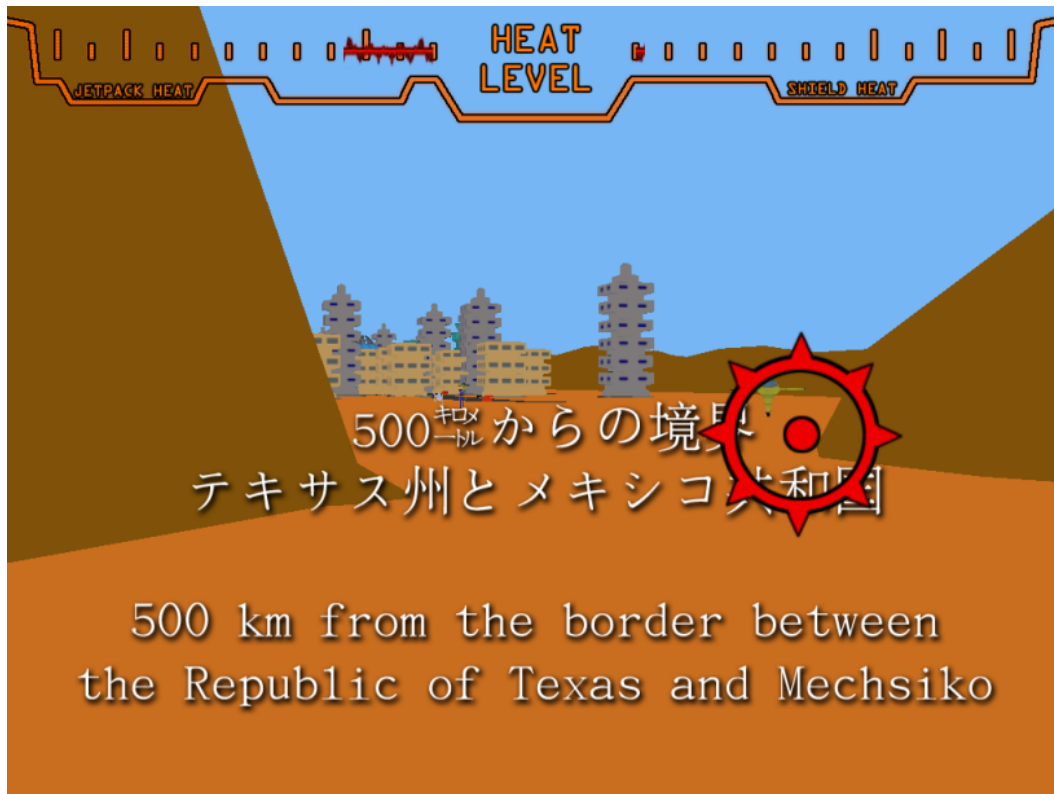 HEAT
LEVEL
JETPACK HEAT
SHIELD HEAT
500㌖からの境界
テキサス州とメキシコ共和国
500 km from the border between
the Republic of Texas and Mechsiko